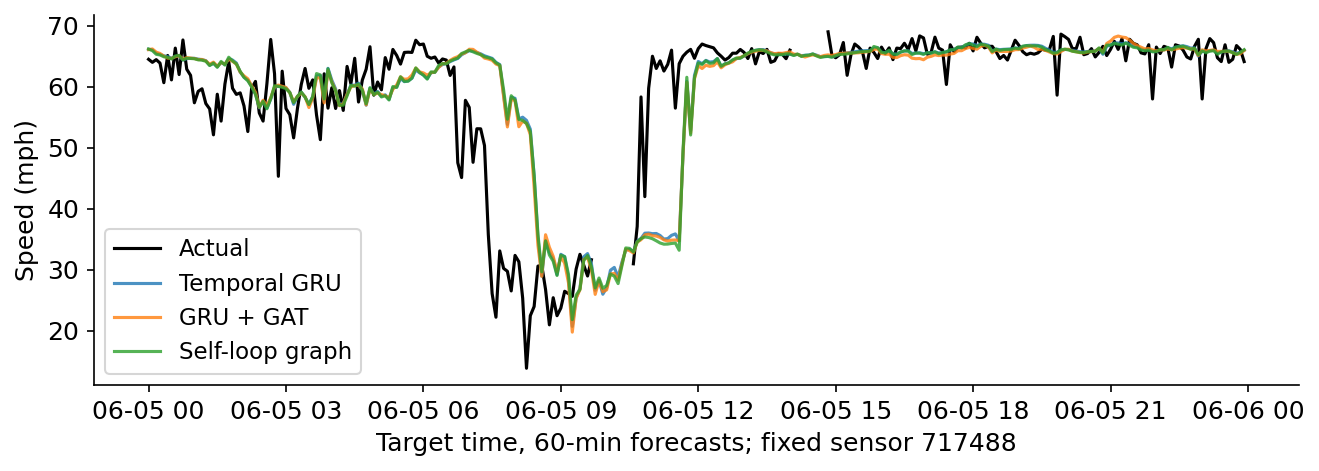 70
60
50
40
30
20
Speed (mph)
Actual
Temporal GRU
GRU + GAT
Self-loop graph
06-05 00 06-05 03 06-05 06 06-05 09 06-05 12 06-05 15 06-05 18 06-05 21 06-06 00
Target time, 60-min forecasts; fixed sensor 717488